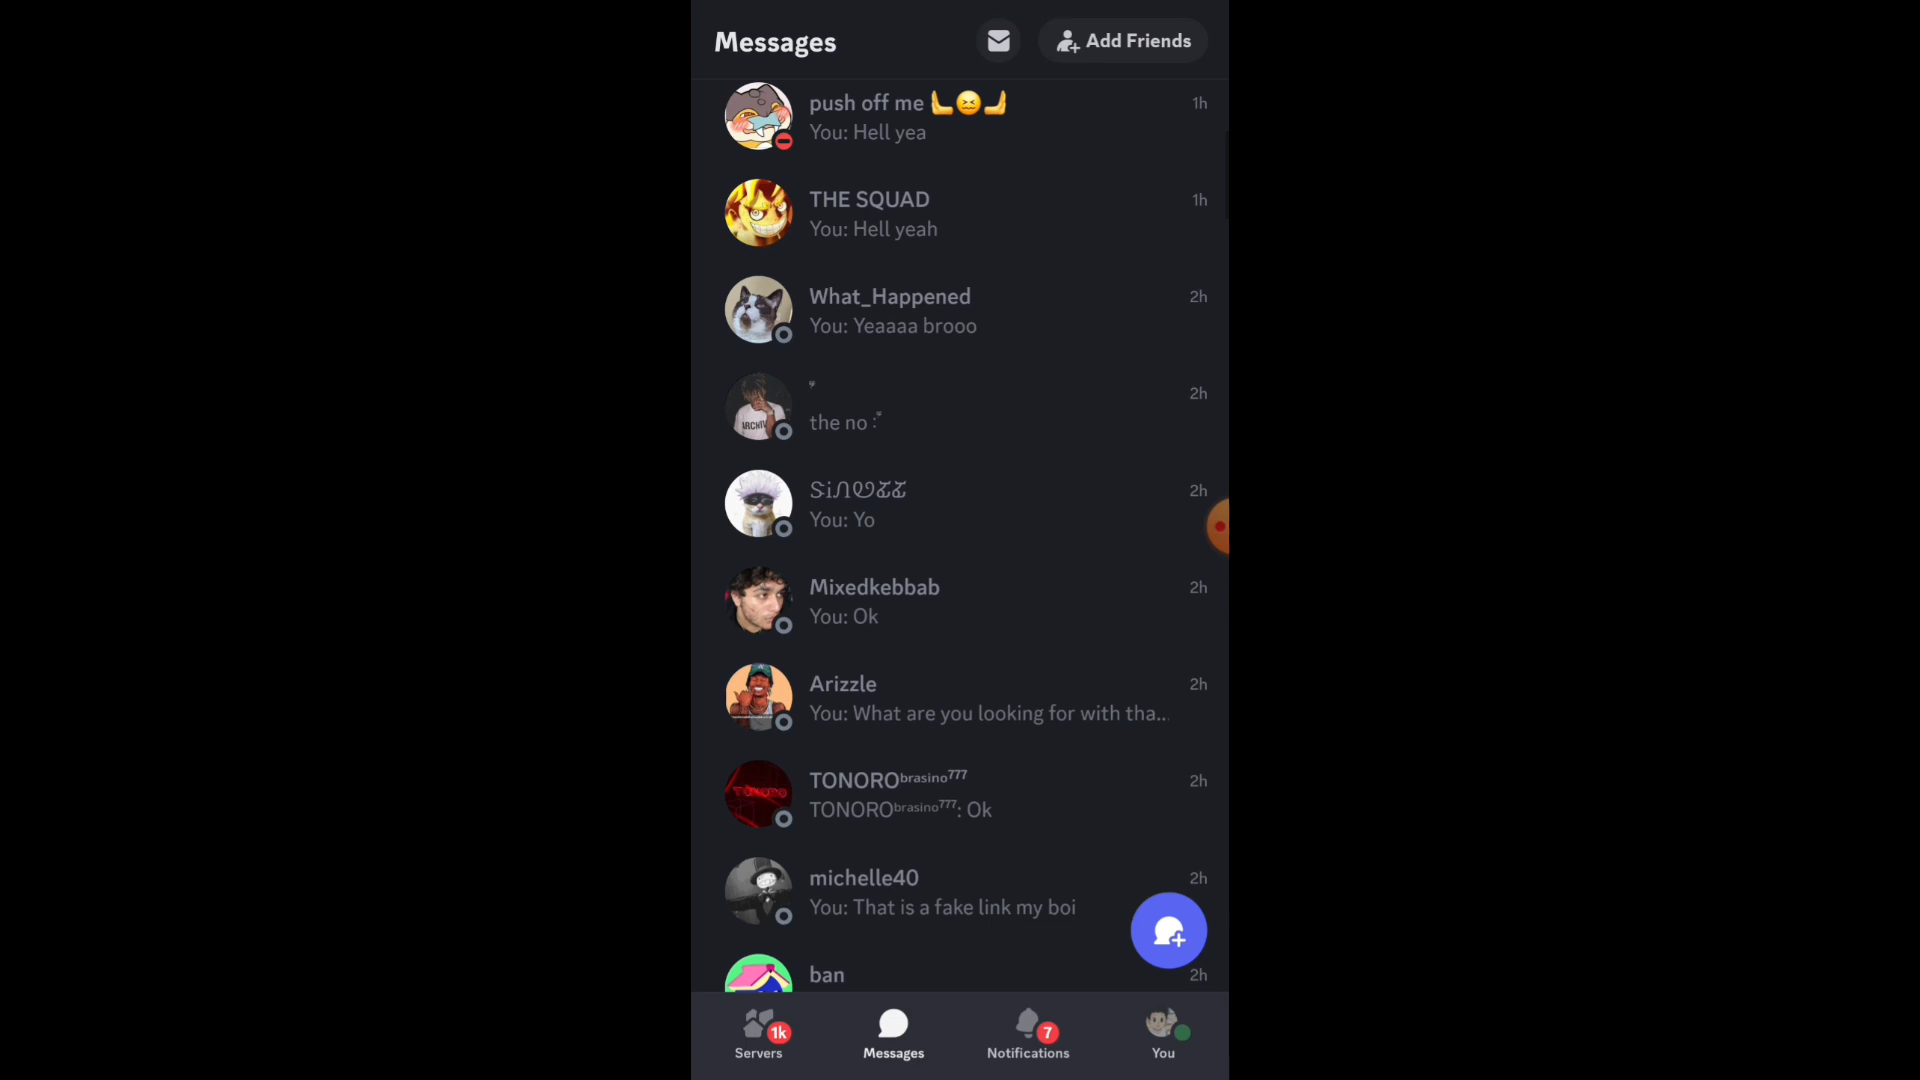 Messages
Add Friends
push off me 🫷😖🫸
1h
You: Hell yea
THE SQUAD
1h
You: Hell yeah
What_Happened
2h
You: Yeaaaa brooo
2h
the no :
2h
You: Yo
Mixedkebbab
2h
You: Ok
Arizzle
2h
You: What are you looking for with tha...
TONOROᵇʳᵃˢⁱⁿᵒ⁷⁷⁷
2h
TONOROᵇʳᵃˢⁱⁿᵒ⁷⁷⁷: Ok
michelle40
2h
You: That is a fake link my boi
ban
2h
1k
7
Servers
Messages
Notifications
You
ARCHIV
TONORO